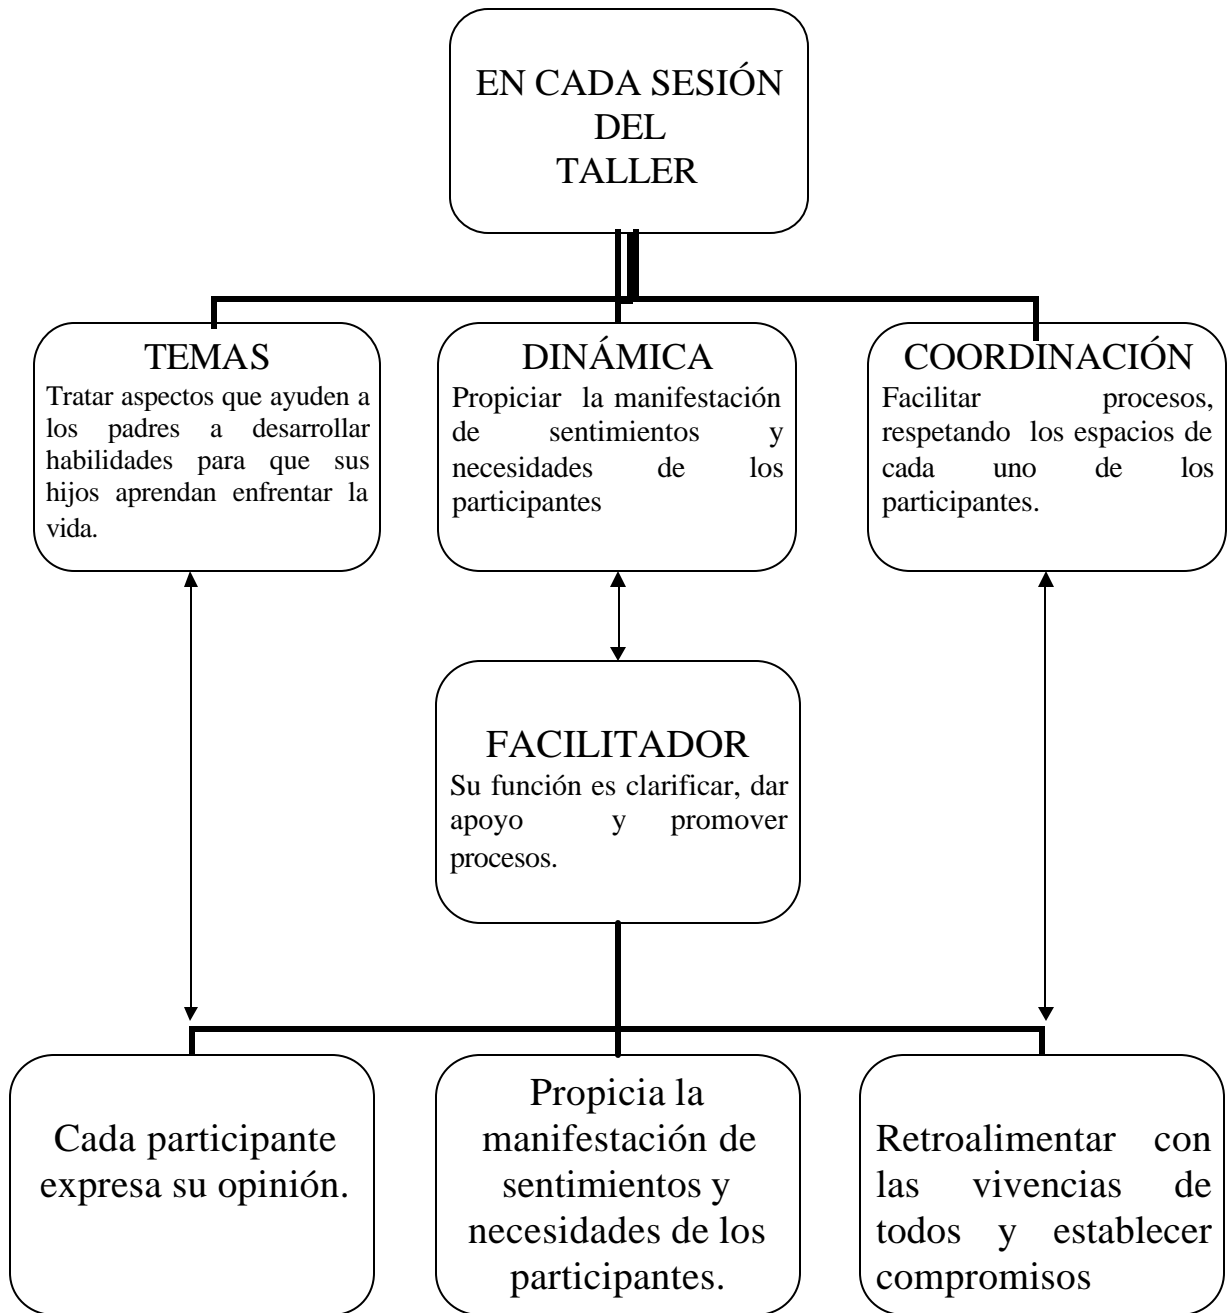 EN CADA SESIÓN
DEL
TALLER
TEMAS
Tratar aspectos que ayuden a
los padres a desarrollar
habilidades para que sus
hijos aprendan enfrentar la
vida.
DINÁMICA
Propiciar la manifestación
de sentimientos y
necesidades de los
participantes
COORDINACIÓN
Facilitar procesos,
respetando los espacios de
cada uno de los
participantes.
FACILITADOR
Su función es clarificar, dar
apoyo y promover
procesos.
Cada participante
expresa su opinión.
Propicia la
manifestación de
sentimientos y
necesidades de los
participantes.
Retroalimentar con
las vivencias de
todos y establecer
compromisos